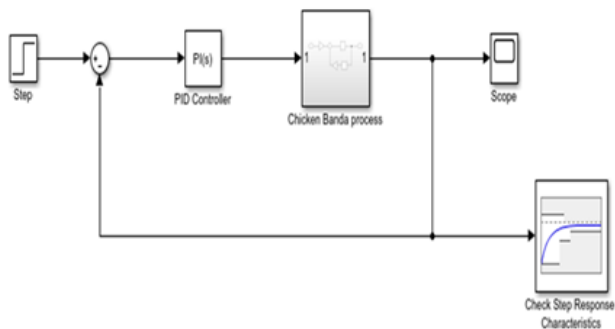 Step
+
-
PI(s)
PID Controller
1
1
Chicken Banda process
Scope
Check Step Response
Characteristics